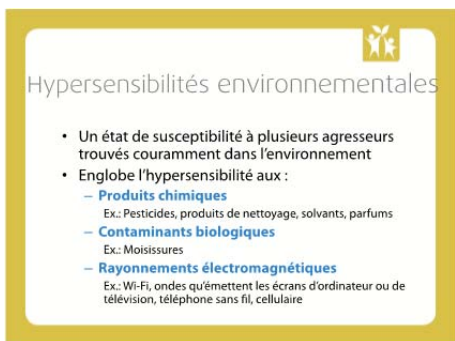 Hypersensibilités environnementales
• Un état de susceptibilité à plusieurs agresseurs
trouvés couramment dans l'environnement
• Englobe l'hypersensibilité aux :
– Produits chimiques
Ex.: Pesticides, produits de nettoyage, solvants, parfums
– Contaminants biologiques
Ex.: Moisissures
– Rayonnements électromagnétiques
Ex.: Wi-Fi, ondes qu'émettent les écrans d'ordinateur ou de
télévision, téléphone sans fil, cellulaire